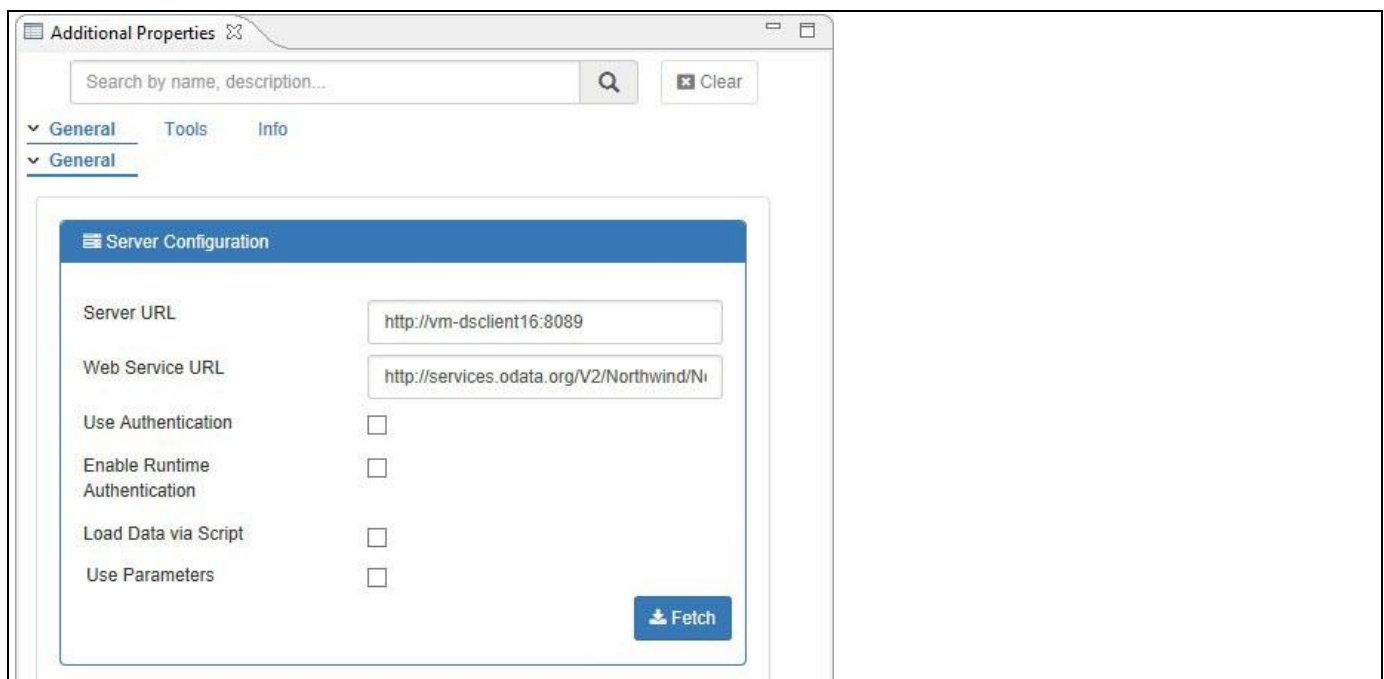 Additional Properties
Search by name, description...
Clear
General Tools Info
General
Server Configuration
Server URL http://vm-dsclient16:8089
Web Service URL http://services.odata.org/V2/Northwind/N
Use Authentication
Enable Runtime
Authentication
Load Data via Script
Use Parameters
Fetch